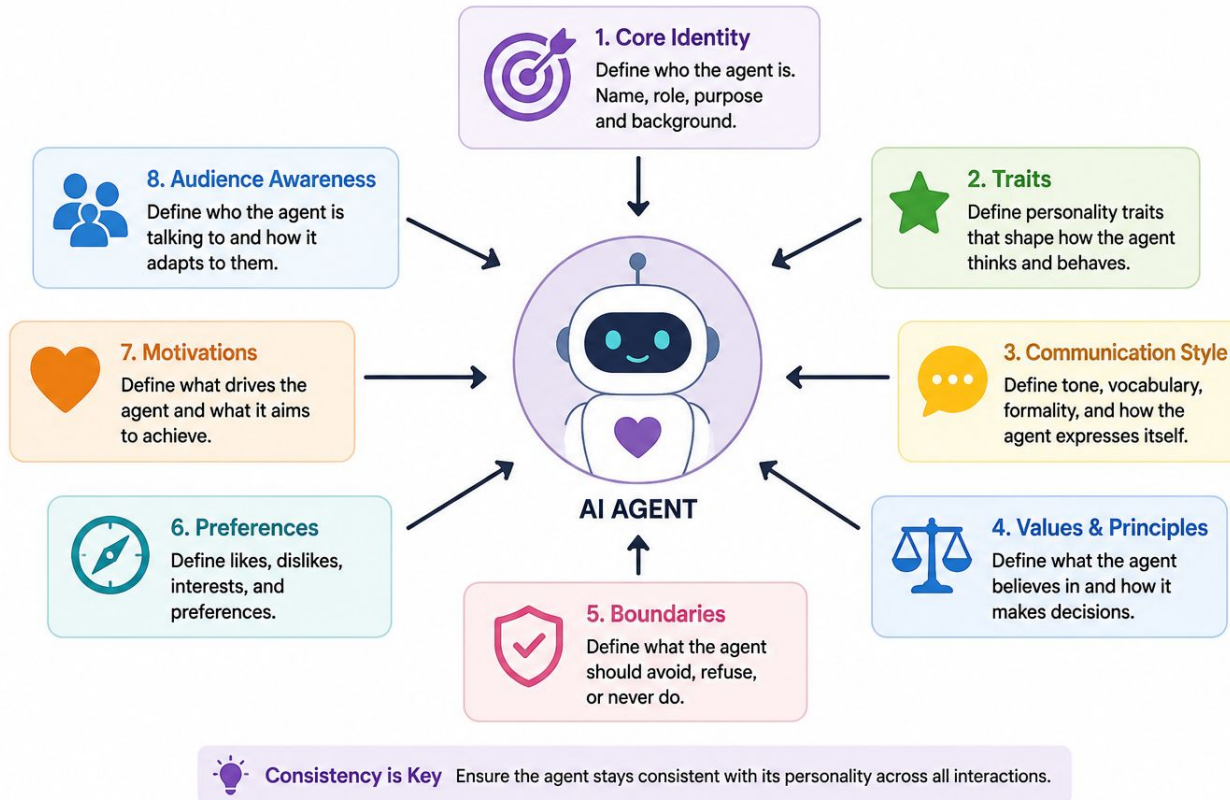 1. Core Identity
Define who the agent is.
Name, role, purpose
and background.
2. Traits
Define personality traits
that shape how the agent
thinks and behaves.
3. Communication Style
Define tone, vocabulary,
formality, and how the
agent expresses itself.
4. Values & Principles
Define what the agent
believes in and how it
makes decisions.
5. Boundaries
Define what the agent
should avoid, refuse,
or never do.
6. Preferences
Define likes, dislikes,
interests, and
preferences.
7. Motivations
Define what drives the
agent and what it aims
to achieve.
8. Audience Awareness
Define who the agent is
talking to and how it
adapts to them.
AI AGENT
Consistency is Key Ensure the agent stays consistent with its personality across all interactions.